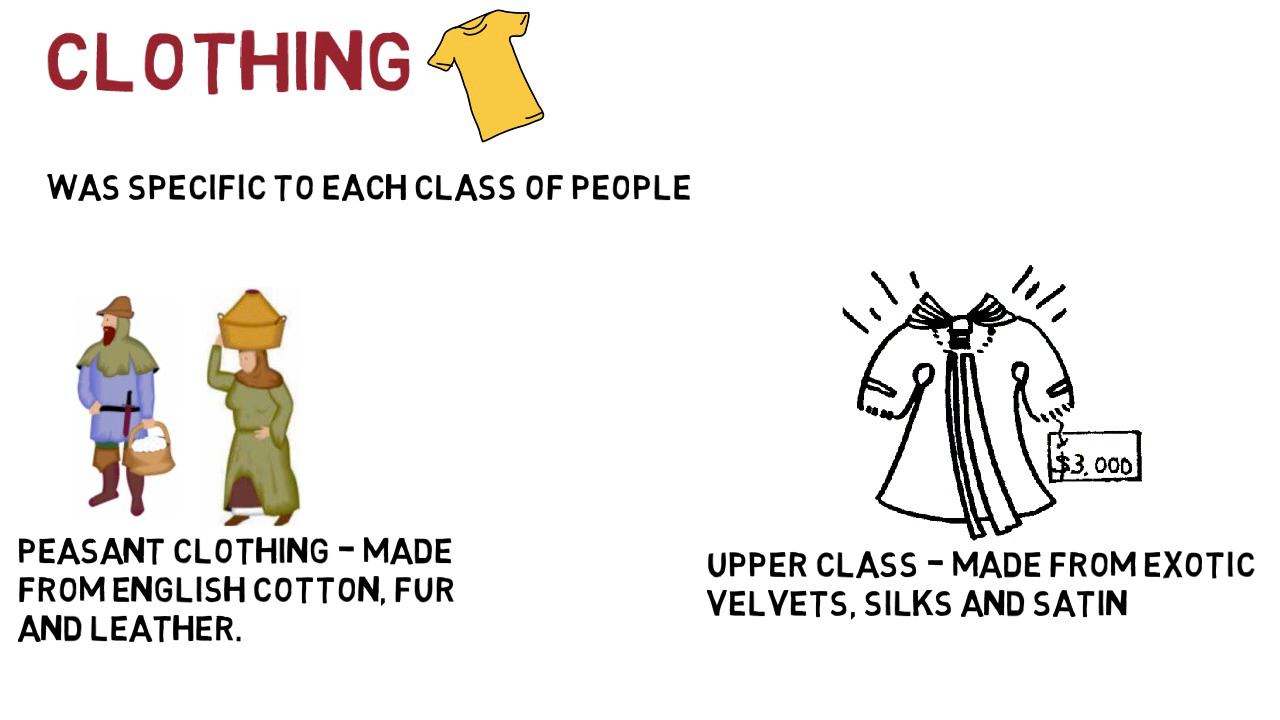 CLOTHING
WAS SPECIFIC TO EACH CLASS OF PEOPLE
$3,000
PEASANT CLOTHING – MADE
FROM ENGLISH COTTON, FUR
AND LEATHER.
UPPER CLASS – MADE FROM EXOTIC
VELVETS, SILKS AND SATIN